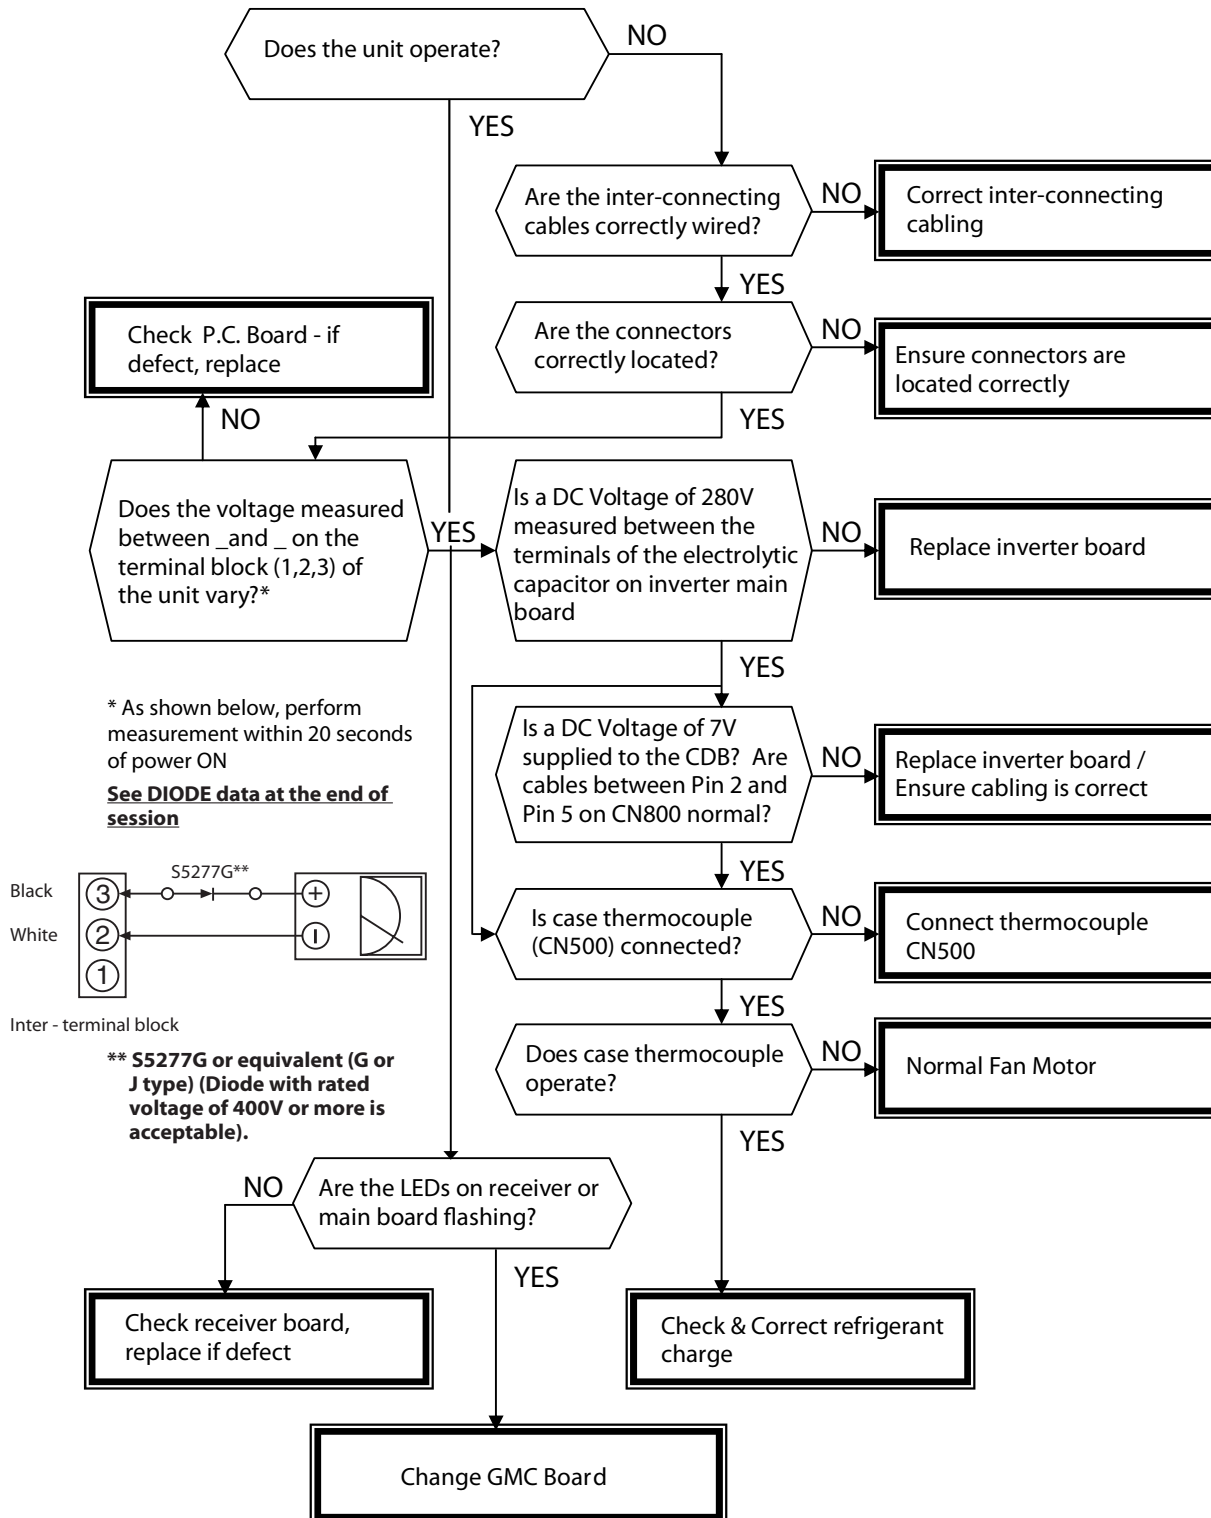 Does the unit operate?
NO
YES
Are the inter-connecting
cables correctly wired?
NO
Correct inter-connecting
cabling
YES
Are the connectors
correctly located?
NO
Ensure connectors are
located correctly
YES
Check P.C. Board - if
defect, replace
NO
Does the voltage measured
between _and _ on the
terminal block (1,2,3) of
the unit vary?*
YES
Is a DC Voltage of 280V
measured between the
terminals of the electrolytic
capacitor on inverter main
board
NO
Replace inverter board
YES
* As shown below, perform
measurement within 20 seconds
of power ON
See DIODE data at the end of
session
Is a DC Voltage of 7V
supplied to the CDB? Are
cables between Pin 2 and
Pin 5 on CN800 normal?
NO
Replace inverter board /
Ensure cabling is correct
YES
S5277G**
Black
3
+
White
2
1
Inter - terminal block
Is case thermocouple
(CN500) connected?
NO
Connect thermocouple
CN500
YES
** S5277G or equivalent (G or
J type) (Diode with rated
voltage of 400V or more is
acceptable).
Does case thermocouple
operate?
NO
Normal Fan Motor
YES
Are the LEDs on receiver or
main board flashing?
NO
YES
Check receiver board,
replace if defect
Check & Correct refrigerant
charge
Change GMC Board